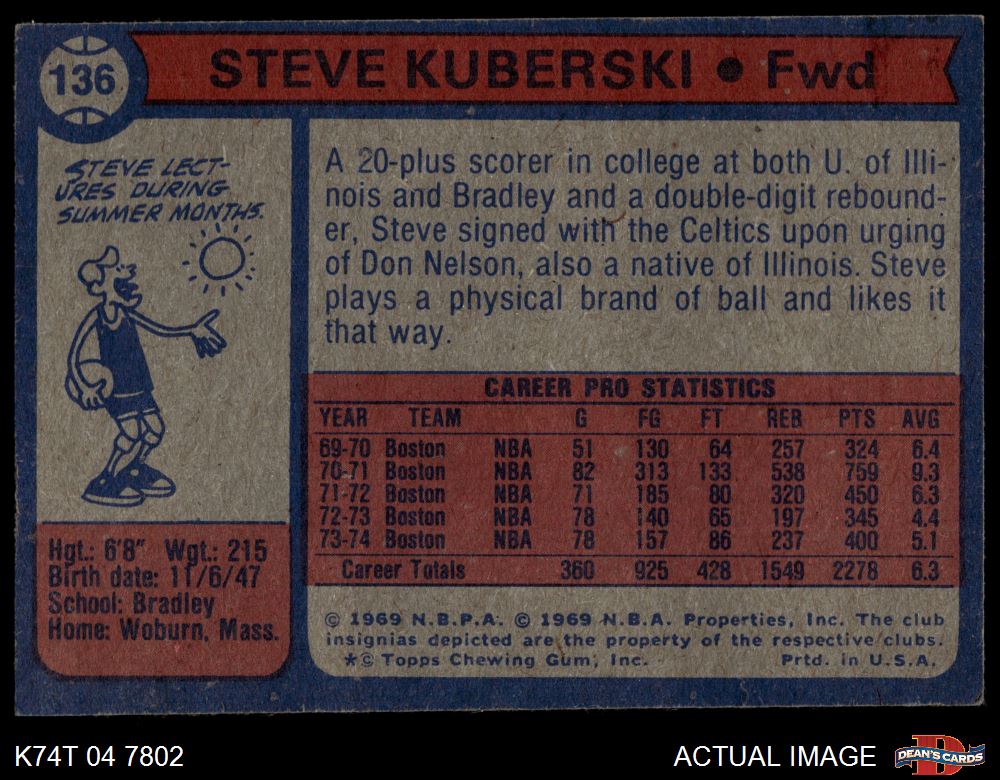 136
STEVE KUBERSKI ● Fwd
STEVE LECT-
URES DURING
SUMMER MONTHS.
A 20-plus scorer in college at both U. of Illi-
nois and Bradley and a double-digit rebound-
er, Steve signed with the Celtics upon urging
of Don Nelson, also a native of Illinois. Steve
plays a physical brand of ball and likes it
that way.
CAREER PRO STATISTICS
YEAR TEAM G FG FT REB PTS AVG
69-70 Boston NBA 51 130 64 257 324 6.4
70-71 Boston NBA 82 313 133 538 759 9.3
71-72 Boston NBA 71 185 80 320 450 6.3
72-73 Boston NBA 78 140 65 197 345 4.4
73-74 Boston NBA 78 157 86 237 400 5.1
Career Totals 360 925 428 1549 2278 6.3
Hgt.: 6'8" Wgt.: 215
Birth date: 11/6/47
School: Bradley
Home: Woburn, Mass.
© 1969 N.B.P.A. © 1969 N.B.A. Properties, Inc. The club
insignias depicted are the property of the respective clubs.
*© Topps Chewing Gum, Inc. Prtd. in U.S.A.
K74T 04 7802
ACTUAL IMAGE
D
DEAN'S CARDS